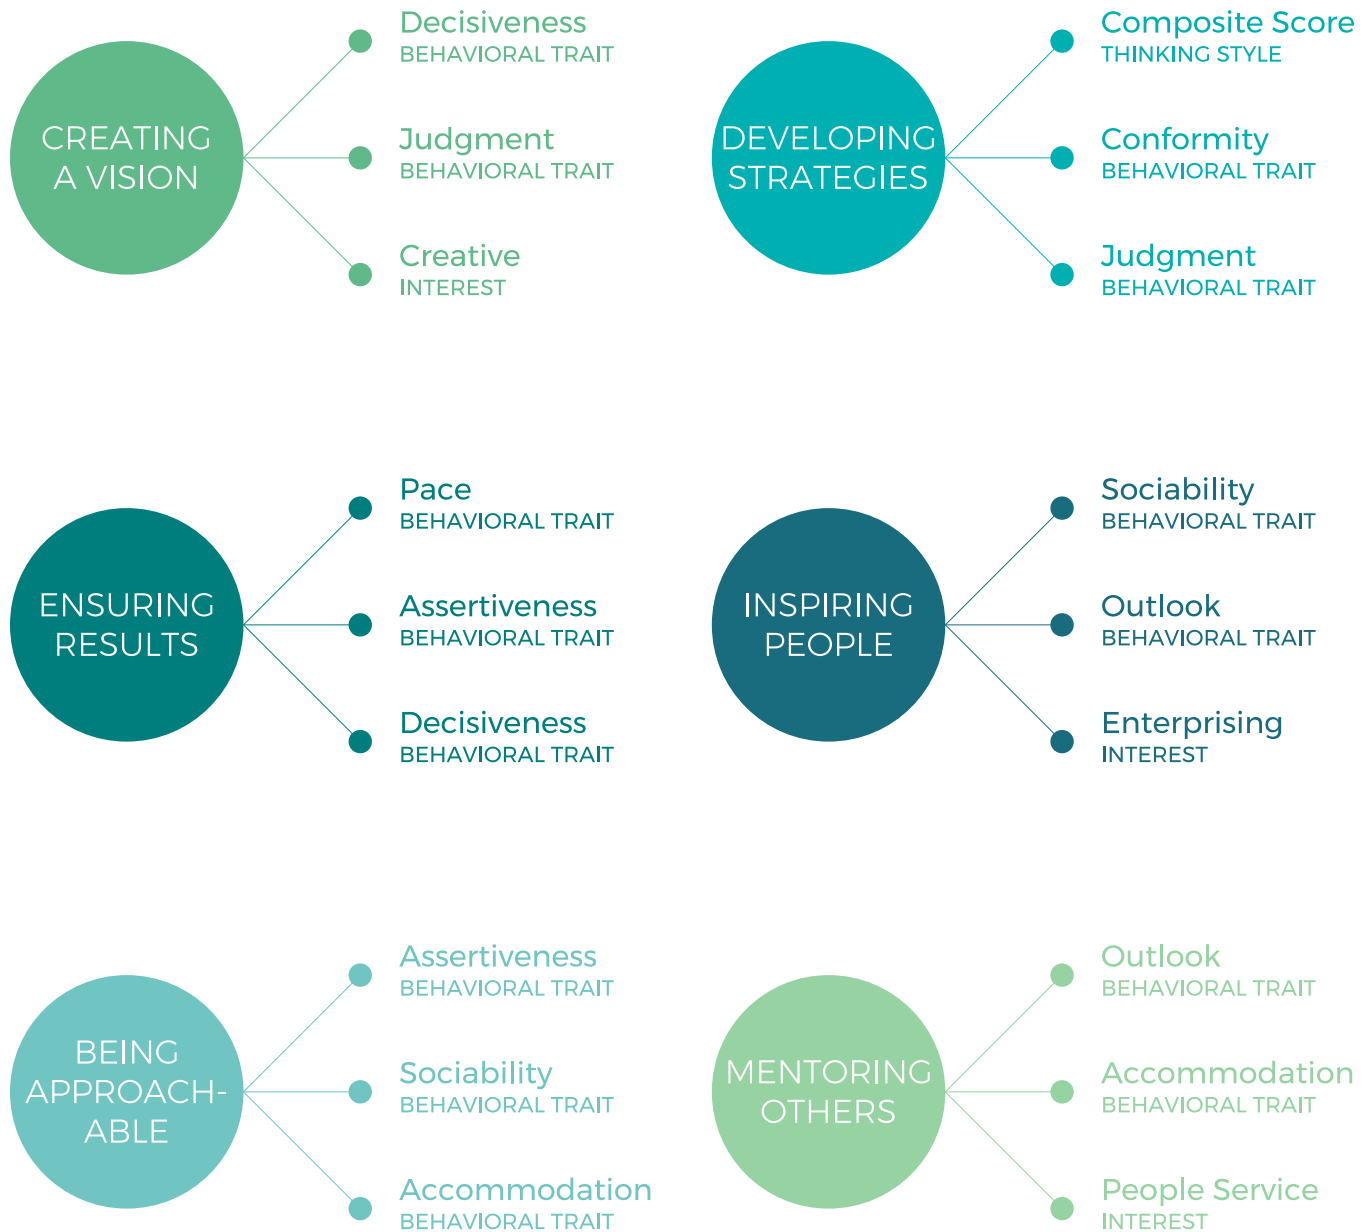 CREATING
A VISION
Decisiveness
BEHAVIORAL TRAIT
Judgment
BEHAVIORAL TRAIT
Creative
INTEREST
DEVELOPING
STRATEGIES
Composite Score
THINKING STYLE
Conformity
BEHAVIORAL TRAIT
Judgment
BEHAVIORAL TRAIT
ENSURING
RESULTS
Pace
BEHAVIORAL TRAIT
Assertiveness
BEHAVIORAL TRAIT
Decisiveness
BEHAVIORAL TRAIT
INSPIRING
PEOPLE
Sociability
BEHAVIORAL TRAIT
Outlook
BEHAVIORAL TRAIT
Enterprising
INTEREST
BEING
APPROACH-
ABLE
Assertiveness
BEHAVIORAL TRAIT
Sociability
BEHAVIORAL TRAIT
Accommodation
BEHAVIORAL TRAIT
MENTORING
OTHERS
Outlook
BEHAVIORAL TRAIT
Accommodation
BEHAVIORAL TRAIT
People Service
INTEREST